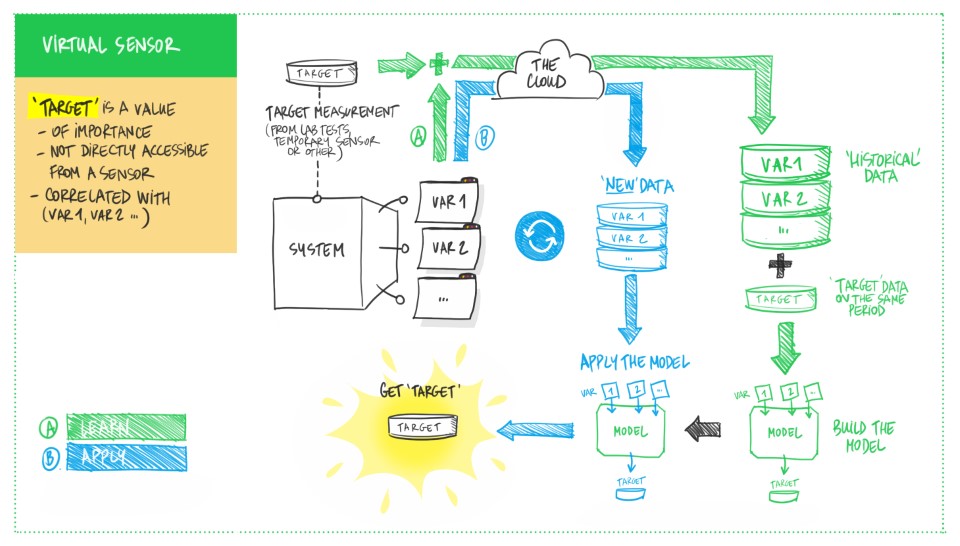 VIRTUAL SENSOR
'TARGET' IS A VALUE
- OF IMPORTANCE
- NOT DIRECTLY ACCESSIBLE
FROM A SENSOR
- CORRELATED WITH
(VAR 1, VAR 2 ...)
TARGET
TARGET MEASUREMENT
(FROM LAB TESTS,
TEMPORARY SENSOR
OR OTHER)
A
B
THE
CLOUD
SYSTEM
VAR 1
VAR 2
...
'NEW' DATA
VAR 1
VAR 2
...
VAR 1
VAR 2
...
'HISTORICAL'
DATA
TARGET
'TARGET' DATA
ON THE SAME
PERIOD
APPLY THE MODEL
VAR 1 2 ...
MODEL
TARGET
VAR 1 2 ...
MODEL
TARGET
BUILD THE
MODEL
GET 'TARGET'
TARGET
A LEARN
B APPLY